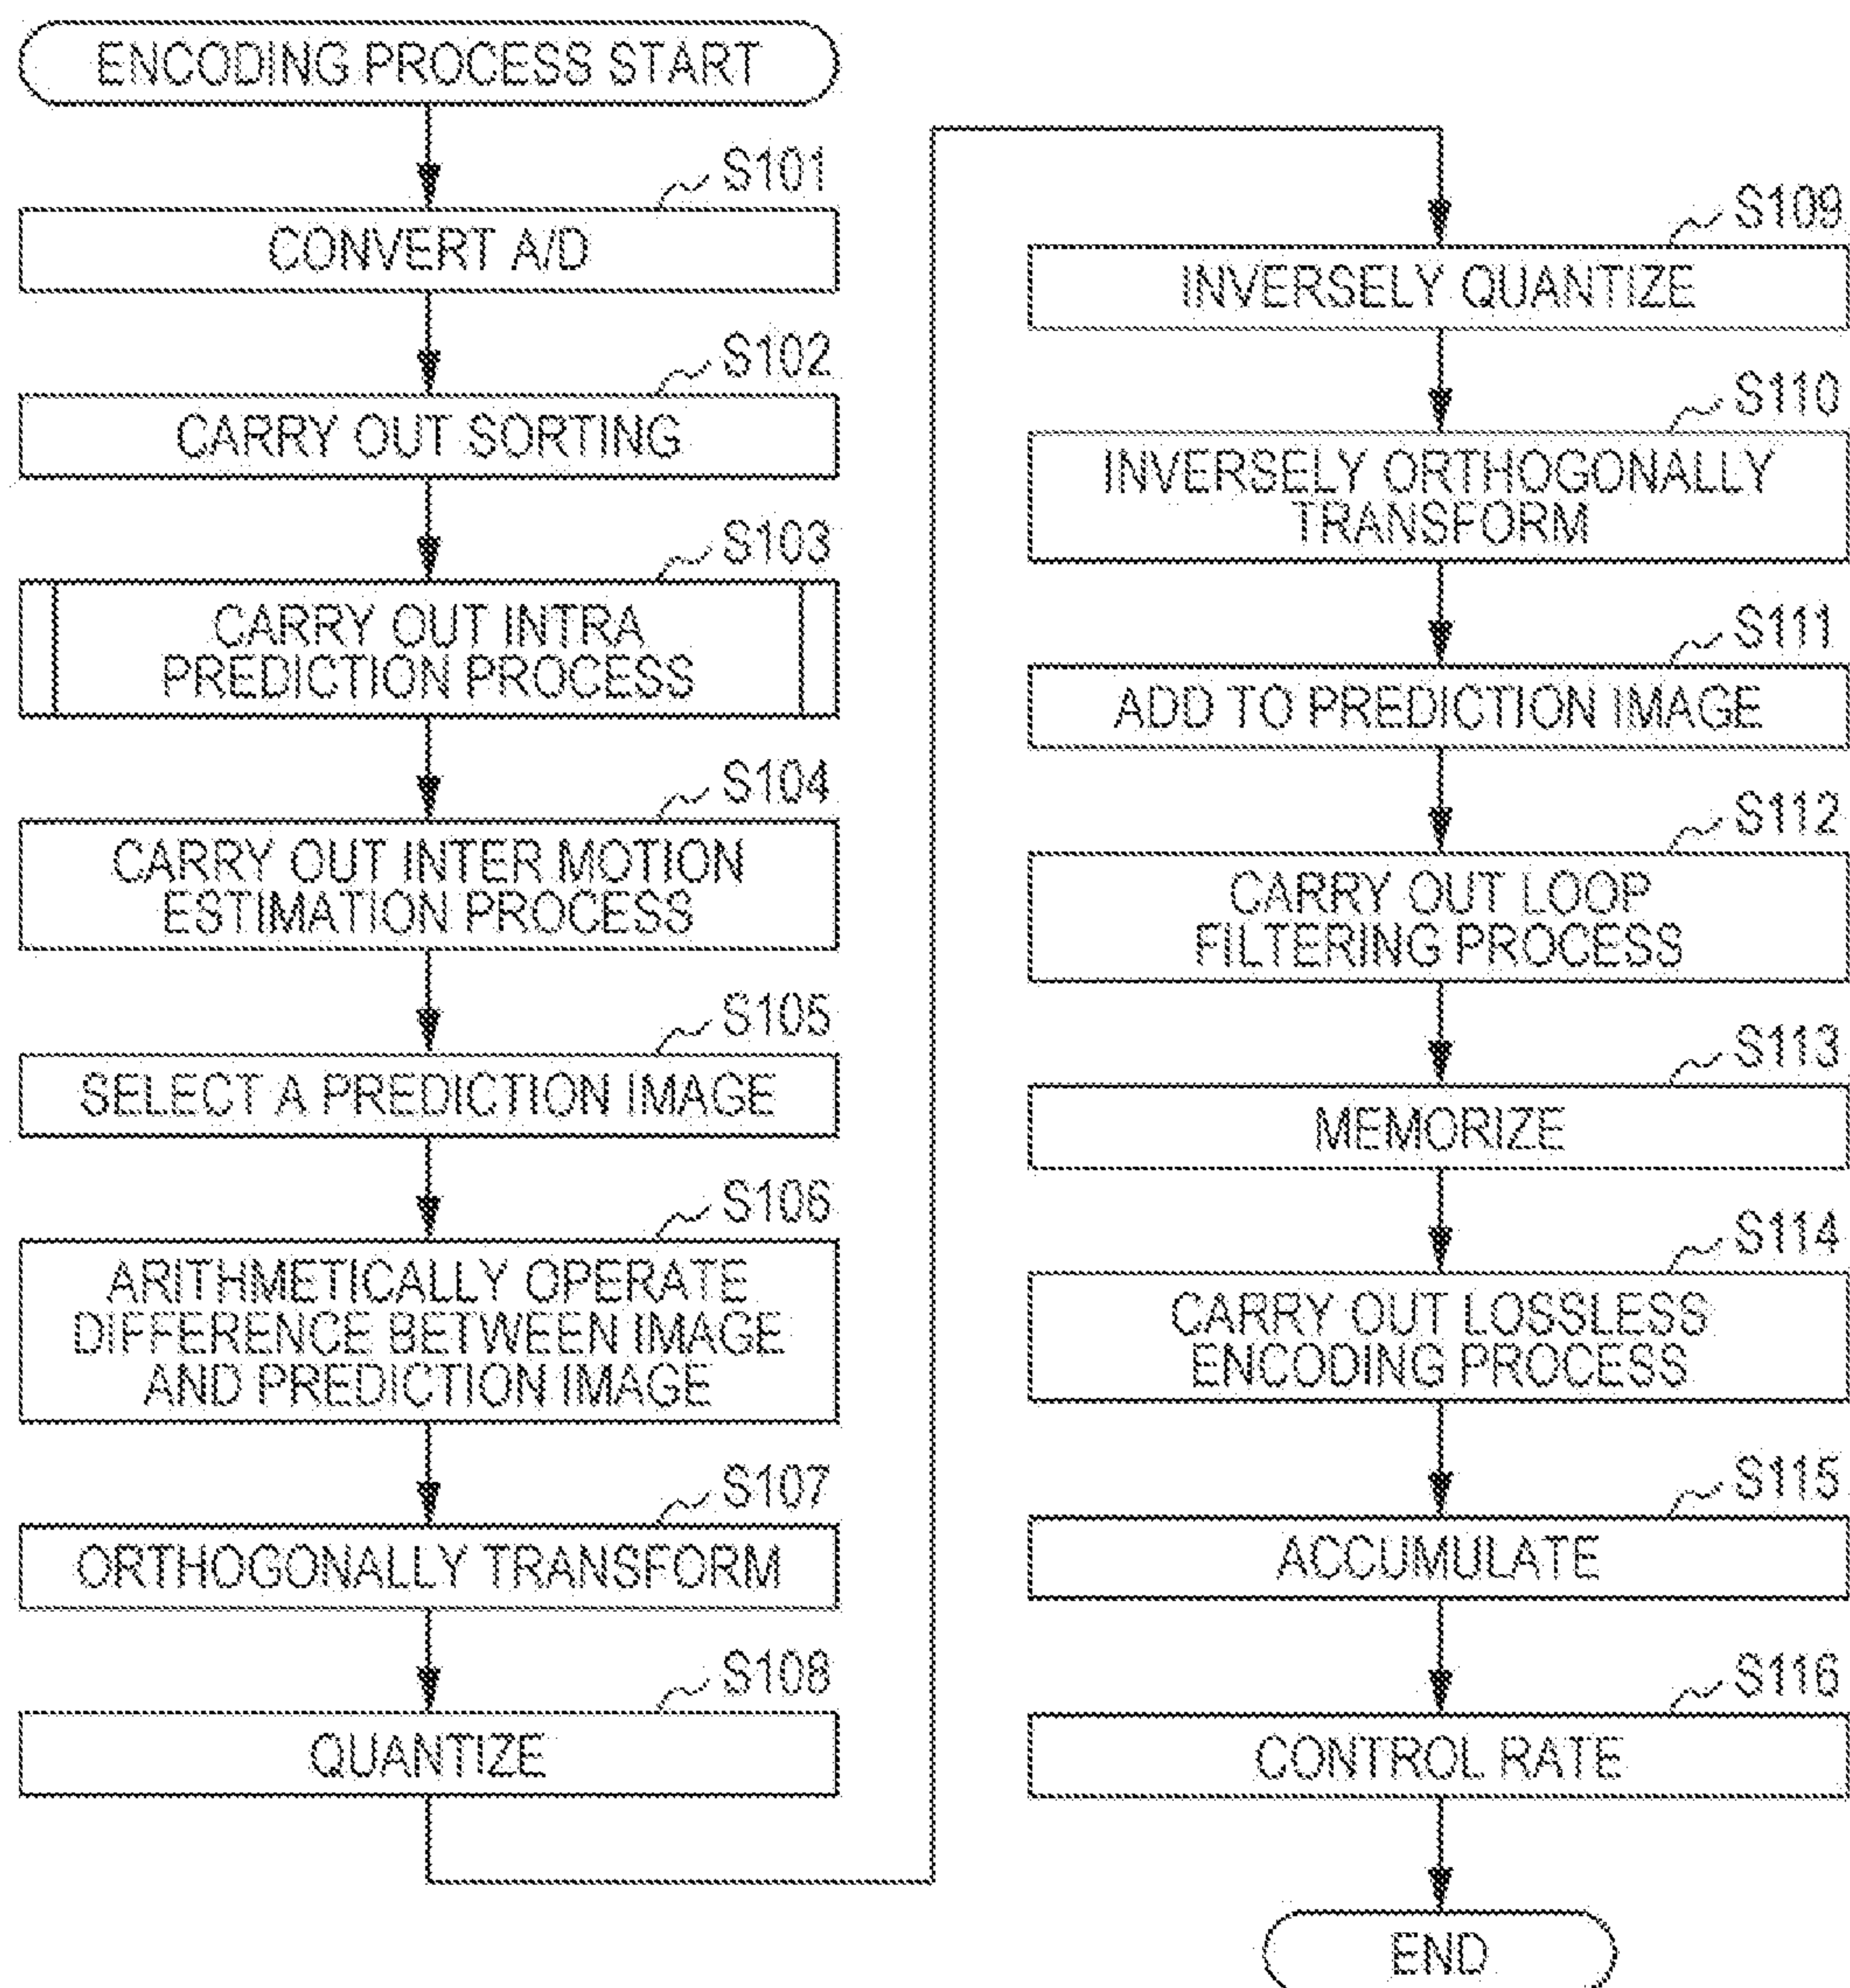 ENCODING PROCESS START
S101
CONVERT A/D
S102
CARRY OUT SORTING
S103
CARRY OUT INTRA
PREDICTION PROCESS
S104
CARRY OUT INTER MOTION
ESTIMATION PROCESS
S105
SELECT A PREDICTION IMAGE
S106
ARITHMETICALLY OPERATE
DIFFERENCE BETWEEN IMAGE
AND PREDICTION IMAGE
S107
ORTHOGONALLY TRANSFORM
S108
QUANTIZE
S109
INVERSELY QUANTIZE
S110
INVERSELY ORTHOGONALLY
TRANSFORM
S111
ADD TO PREDICTION IMAGE
S112
CARRY OUT LOOP
FILTERING PROCESS
S113
MEMORIZE
S114
CARRY OUT LOSSLESS
ENCODING PROCESS
S115
ACCUMULATE
S116
CONTROL RATE
END